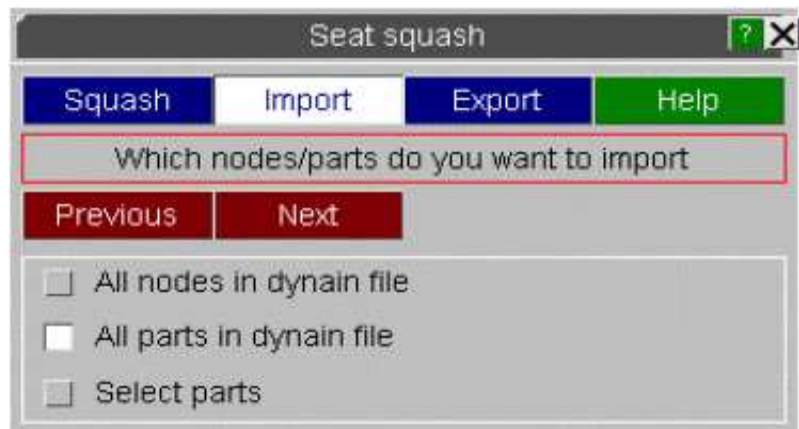 Seat squash ? X
Squash Import Export Help
Which nodes/parts do you want to import
Previous Next
All nodes in dynain file
All parts in dynain file
Select parts